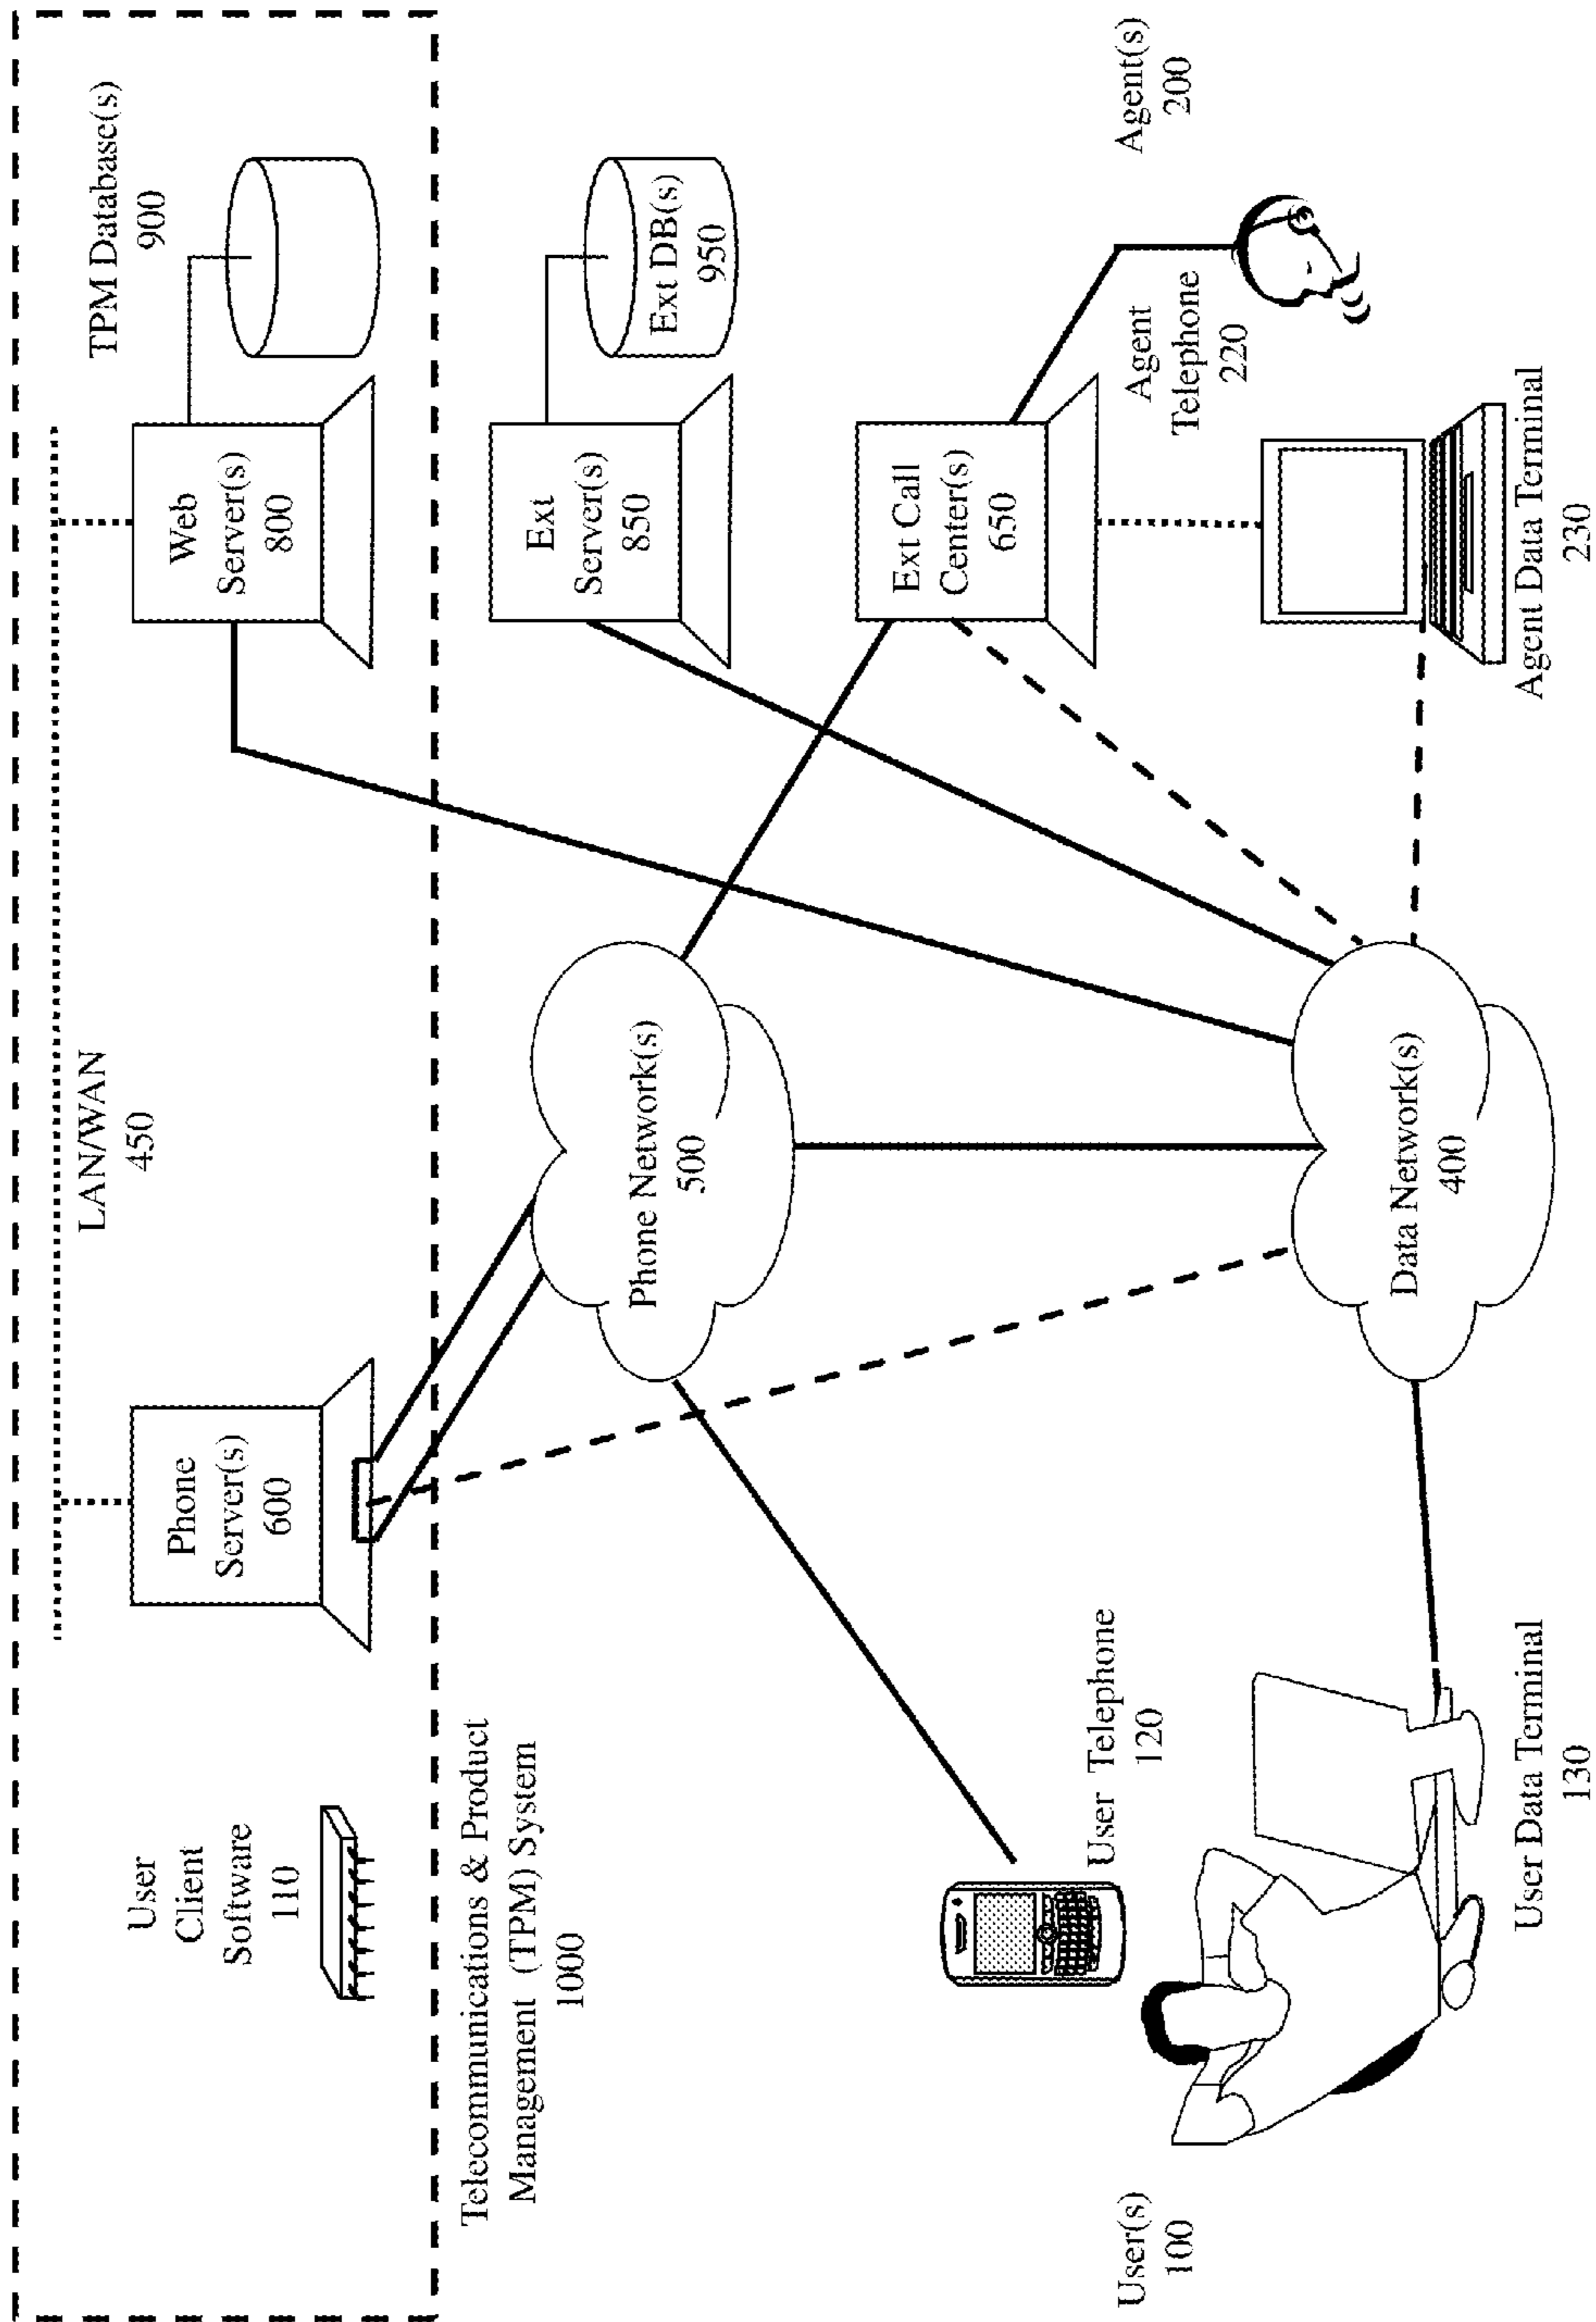 User
Client
Software
110
Phone
Server(s)
600
LAN/WAN
450
Web
Server(s)
800
TPM Database(s)
900
Telecommunications & Product
Management (TPM) System
1000
Ext
Server(s)
850
Ext DB(s)
950
Phone Network(s)
500
Ext Call
Center(s)
650
Agent
Telephone
220
Agent(s)
200
User(s)
100
User Telephone
120
User Data Terminal
130
Data Network(s)
400
Agent Data Terminal
230